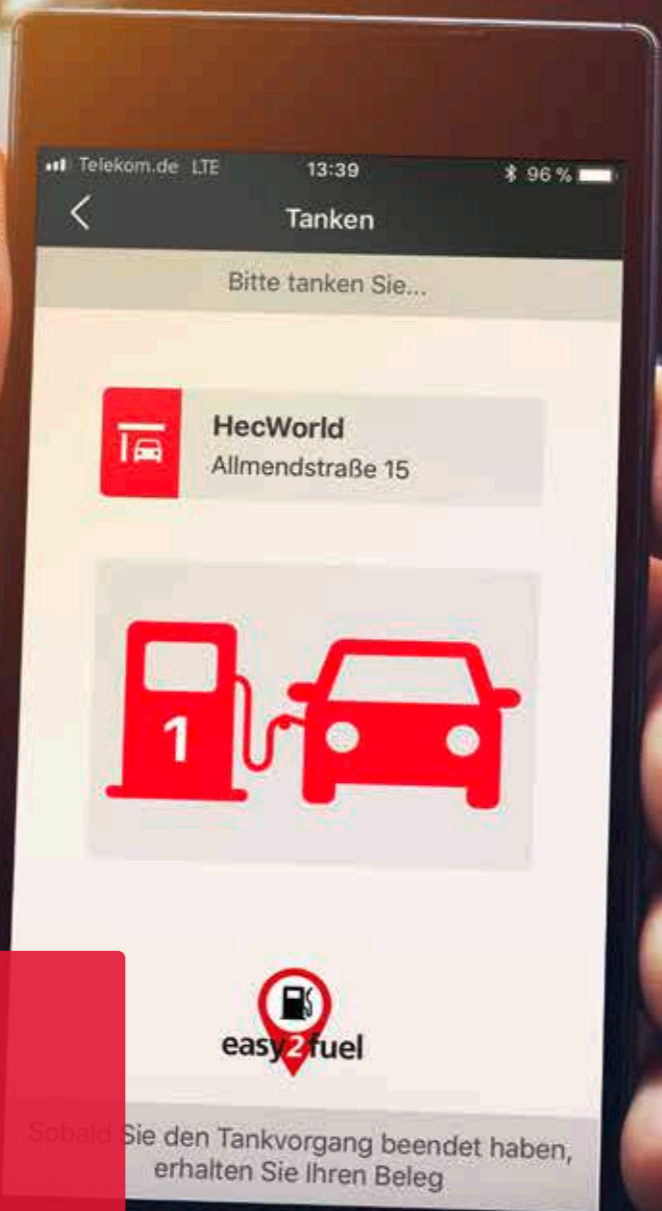 Telekom.de LTE 13:39 96 %
Tanken
Bitte tanken Sie...
HecWorld
Allmendstraße 15
1
easy2fuel
Sobald Sie den Tankvorgang beendet haben,
erhalten Sie Ihren Beleg